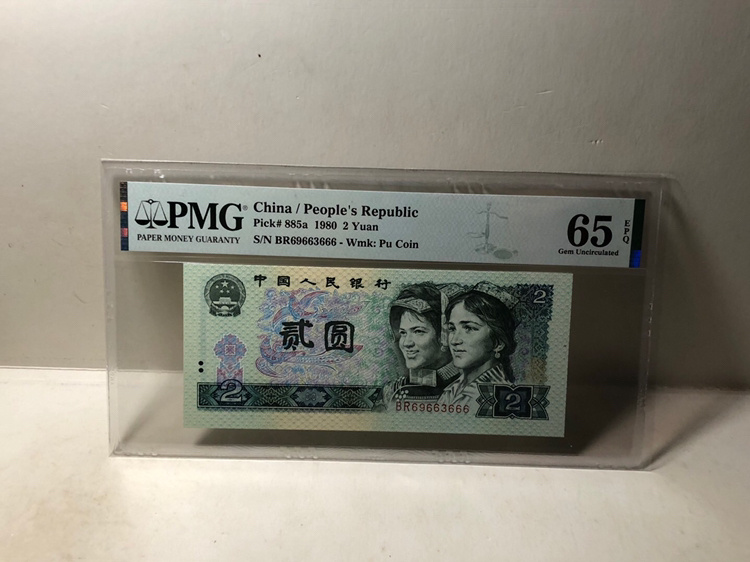 PMG®
PAPER MONEY GUARANTY
China / People's Republic
Pick# 885a 1980 2 Yuan
S/N BR69663666 - Wmk: Pu Coin
65
EPQ
Gem Uncirculated
中国人民银行
2
贰圆
2
BR69663666
2